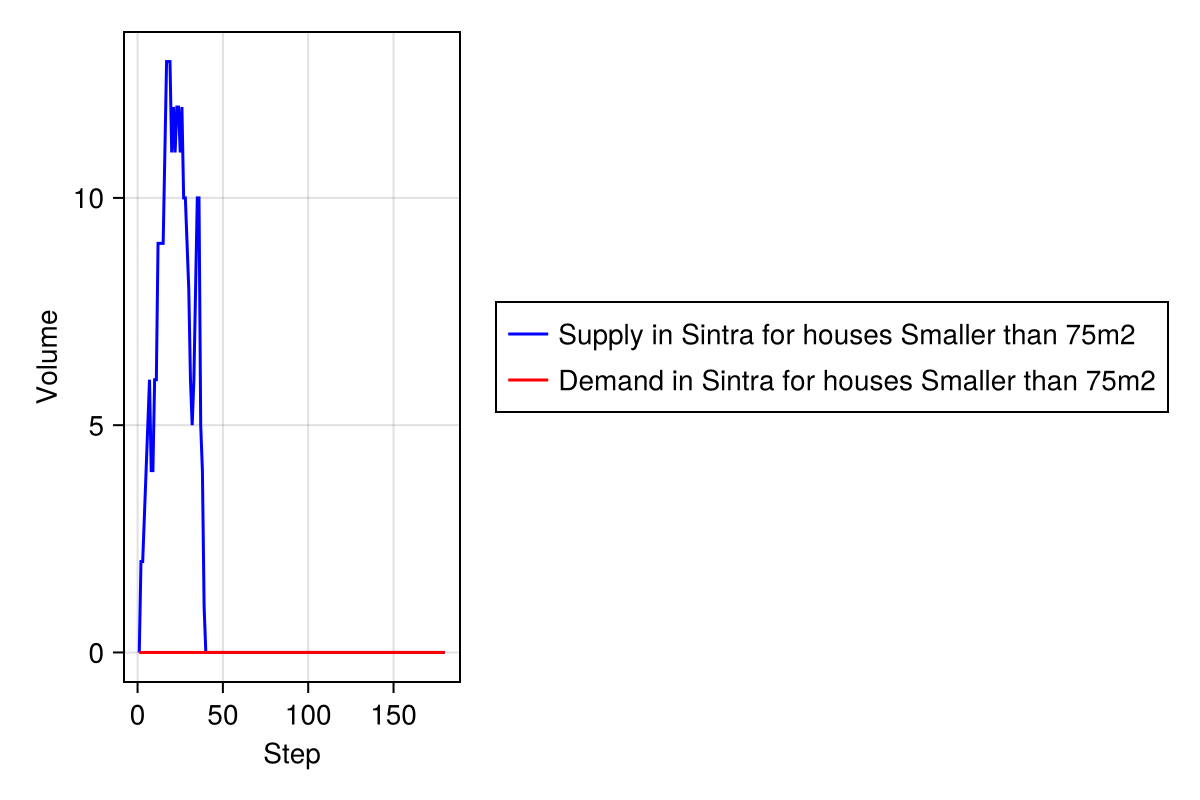 10
5
0
Volume
0 50 100 150
Step
Supply in Sintra for houses Smaller than 75m2
Demand in Sintra for houses Smaller than 75m2